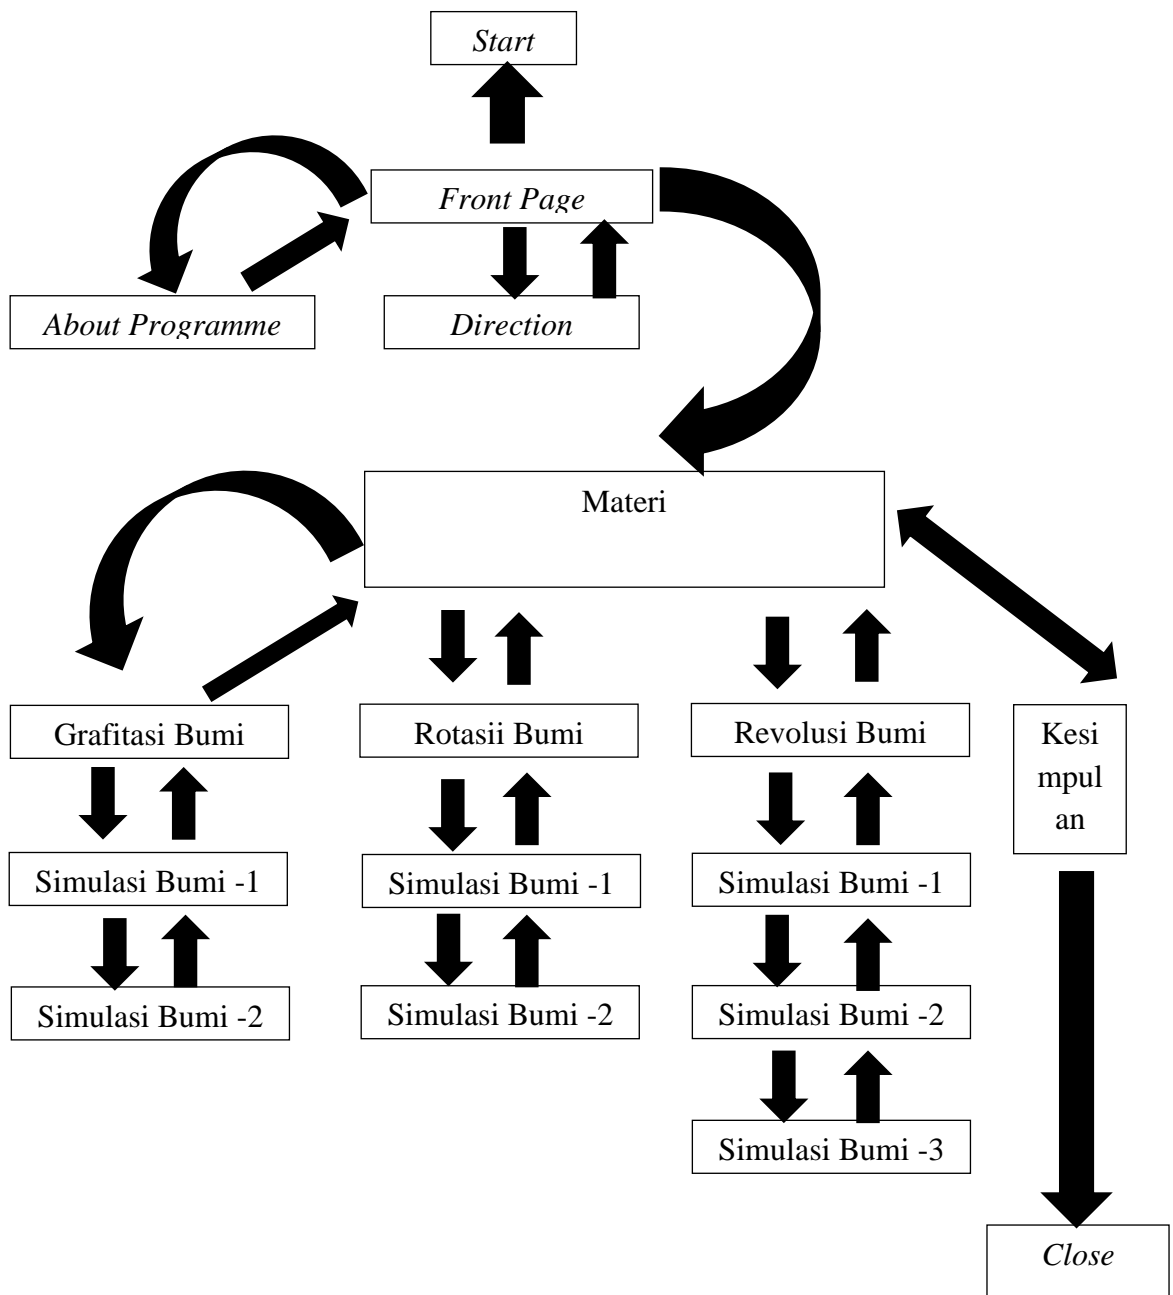 Start
Front Page
About Programme
Direction
Materi
Grafitasi Bumi
Rotasii Bumi
Revolusi Bumi
Kesi
mpul
an
Simulasi Bumi -1
Simulasi Bumi -1
Simulasi Bumi -1
Simulasi Bumi -2
Simulasi Bumi -2
Simulasi Bumi -2
Simulasi Bumi -3
Close